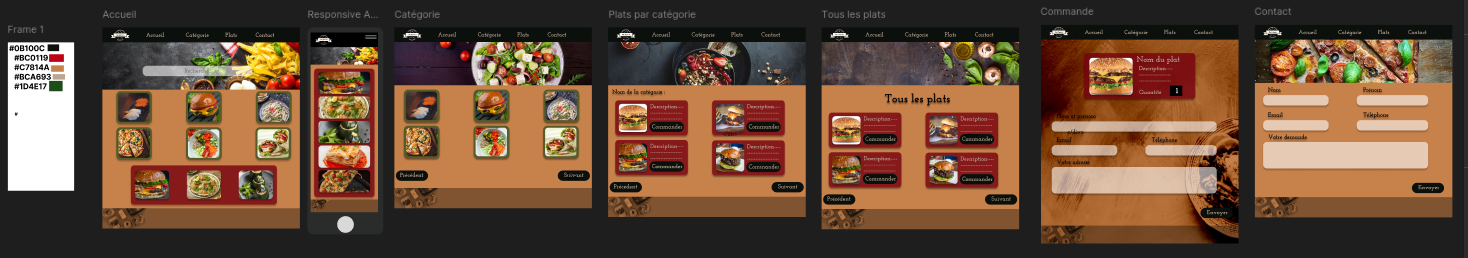 Frame 1
#0B100C
#BC0119
#C7814A
#BCA693
#1D4E17
#
Accueil
Accueil Catégorie Plats Contact
Recherche
Responsive A...
Catégorie
Accueil Catégorie Plats Contact
Précédent Suivant
Plats par catégorie
Accueil Catégorie Plats Contact
Nom de la catégorie :
Description---
Commander
Description---
Commander
Description---
Commander
Description---
Commander
Précédent Suivant
Tous les plats
Accueil Catégorie Plats Contact
Tous les plats
Description---
Commander
Description---
Commander
Description---
Commander
Description---
Commander
Précédent Suivant
Commande
Accueil Catégorie Plats Contact
Nom du plat
Description---
Quantité 1
Nom et prénom
Email Téléphone
Votre adresse
Envoyer
Contact
Accueil Catégorie Plats Contact
Nom Prénom
Email Téléphone
Votre demande
Envoyer